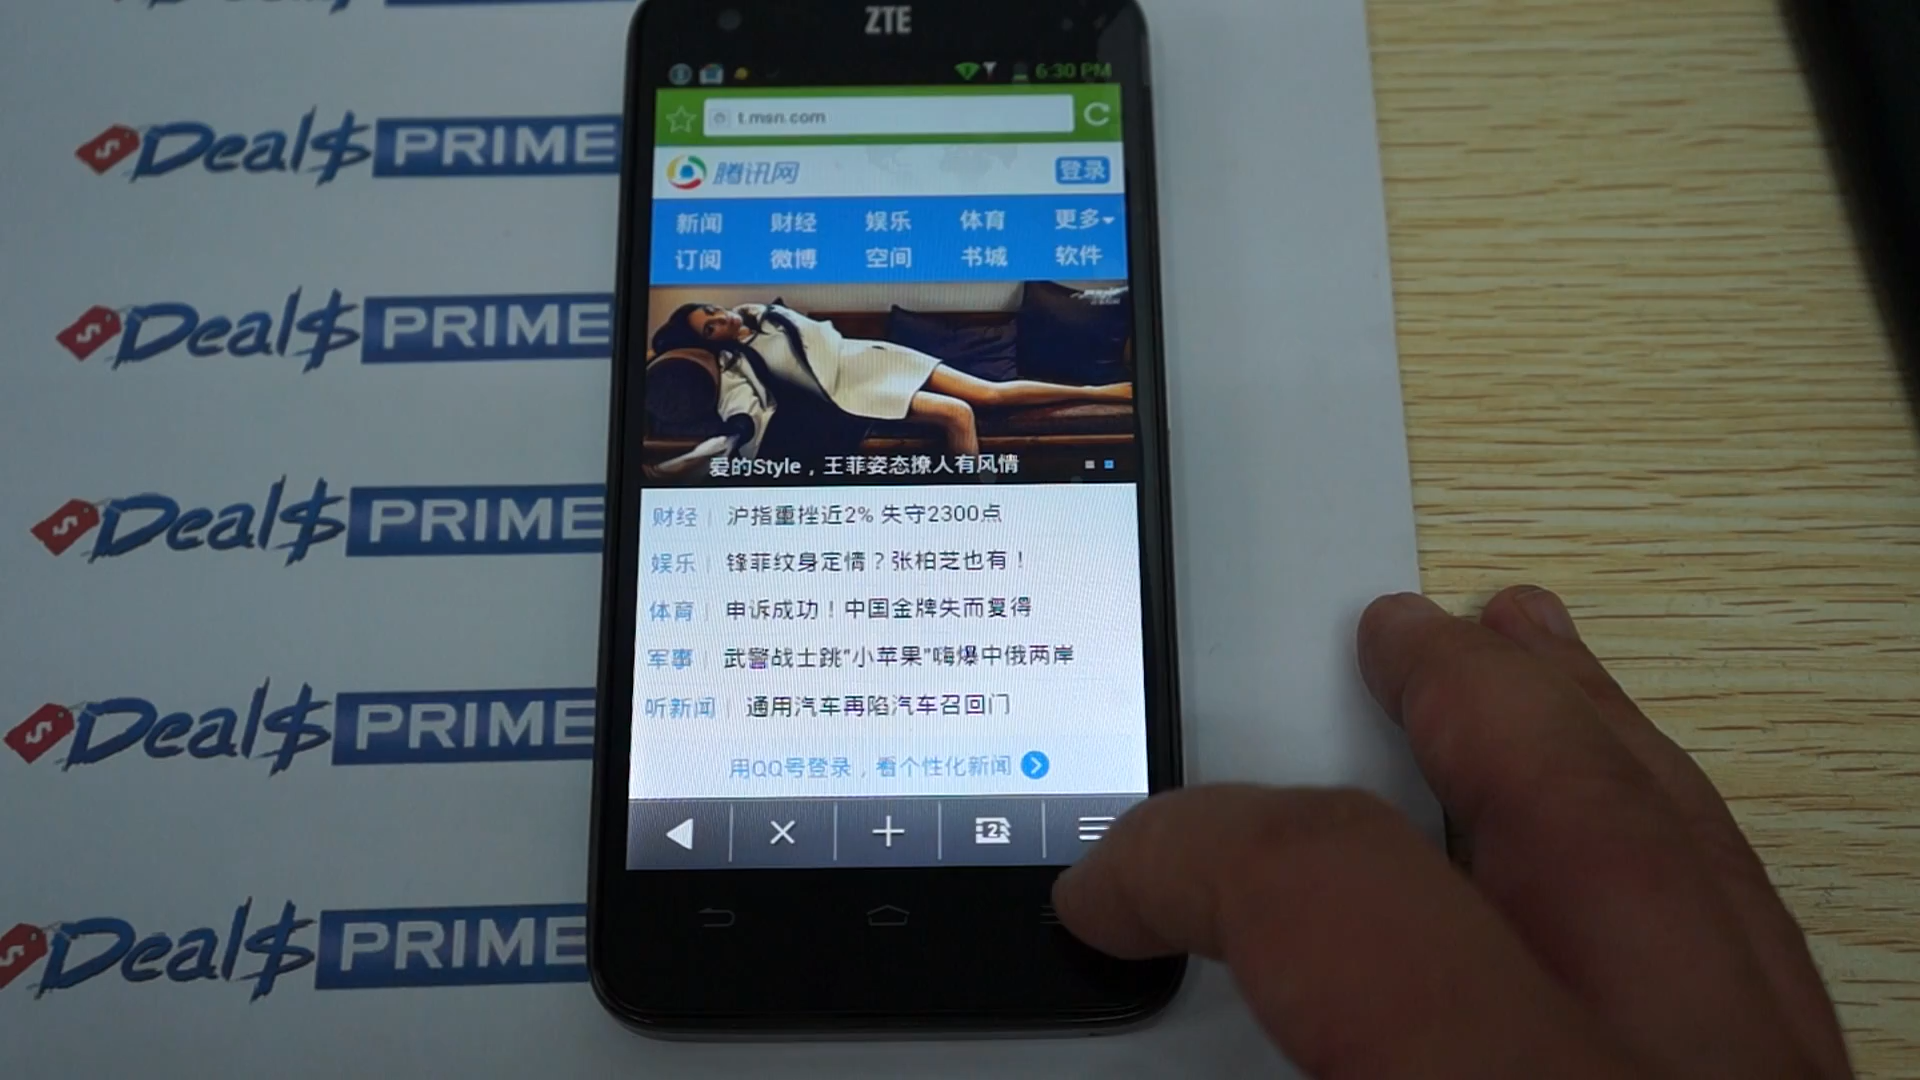 ZTE
6:30 PM
t.msn.com
腾讯网
登录
新闻 财经 娱乐 体育 更多
订阅 微博 空间 书城 软件
爱的Style，王菲姿态撩人有风情
财经 | 沪指重挫近2% 失守2300点
娱乐 | 锋菲纹身定情？张柏芝也有！
体育 | 申诉成功！中国金牌失而复得
军事 | 武警战士跳"小苹果"嗨爆中俄两岸
听新闻 | 通用汽车再陷汽车召回门
用QQ号登录，看个性化新闻
2
Deal$ PRIME
Deal$ PRIME
Deal$ PRIME
Deal$ PRIME
Deal$ PRIME